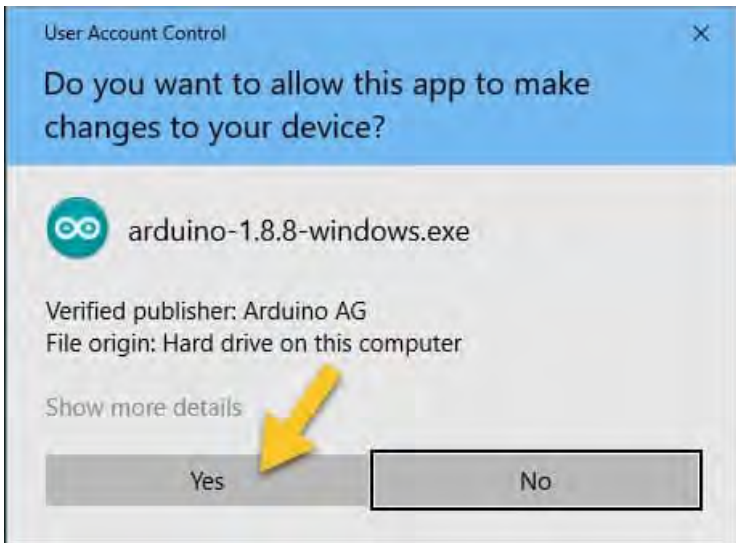 User Account Control
Do you want to allow this app to make
changes to your device?
arduino-1.8.8-windows.exe
Verified publisher: Arduino AG
File origin: Hard drive on this computer
Show more details
Yes
No